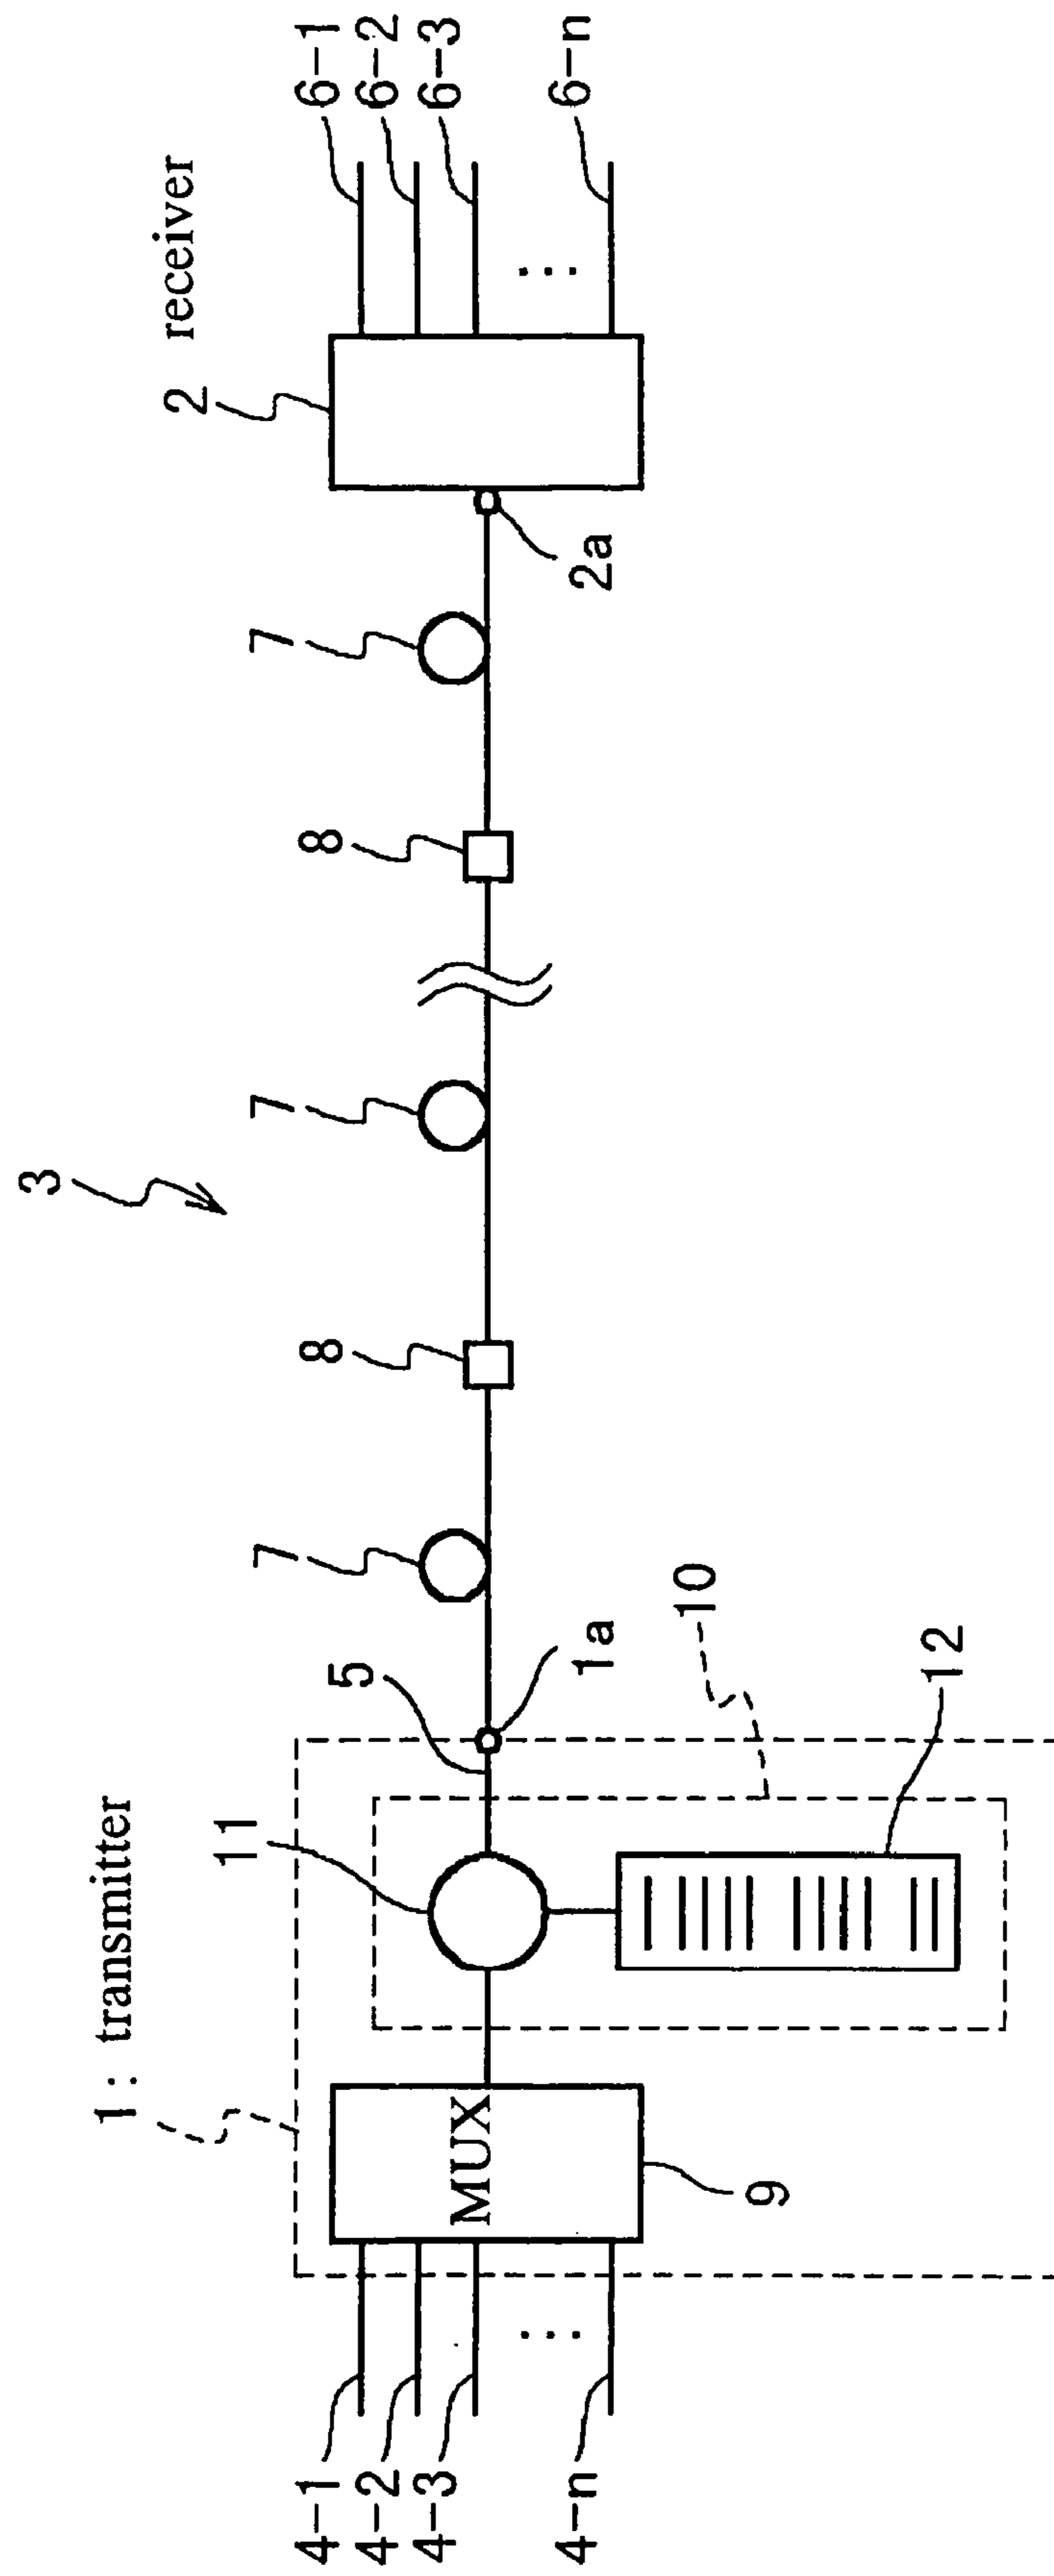 3
1 : transmitter
receiver
2
7
7
7
8
8
11
5
1a
2a
10
12
MUX
9
4-1
4-2
4-3
...
4-n
6-1
6-2
6-3
...
6-n